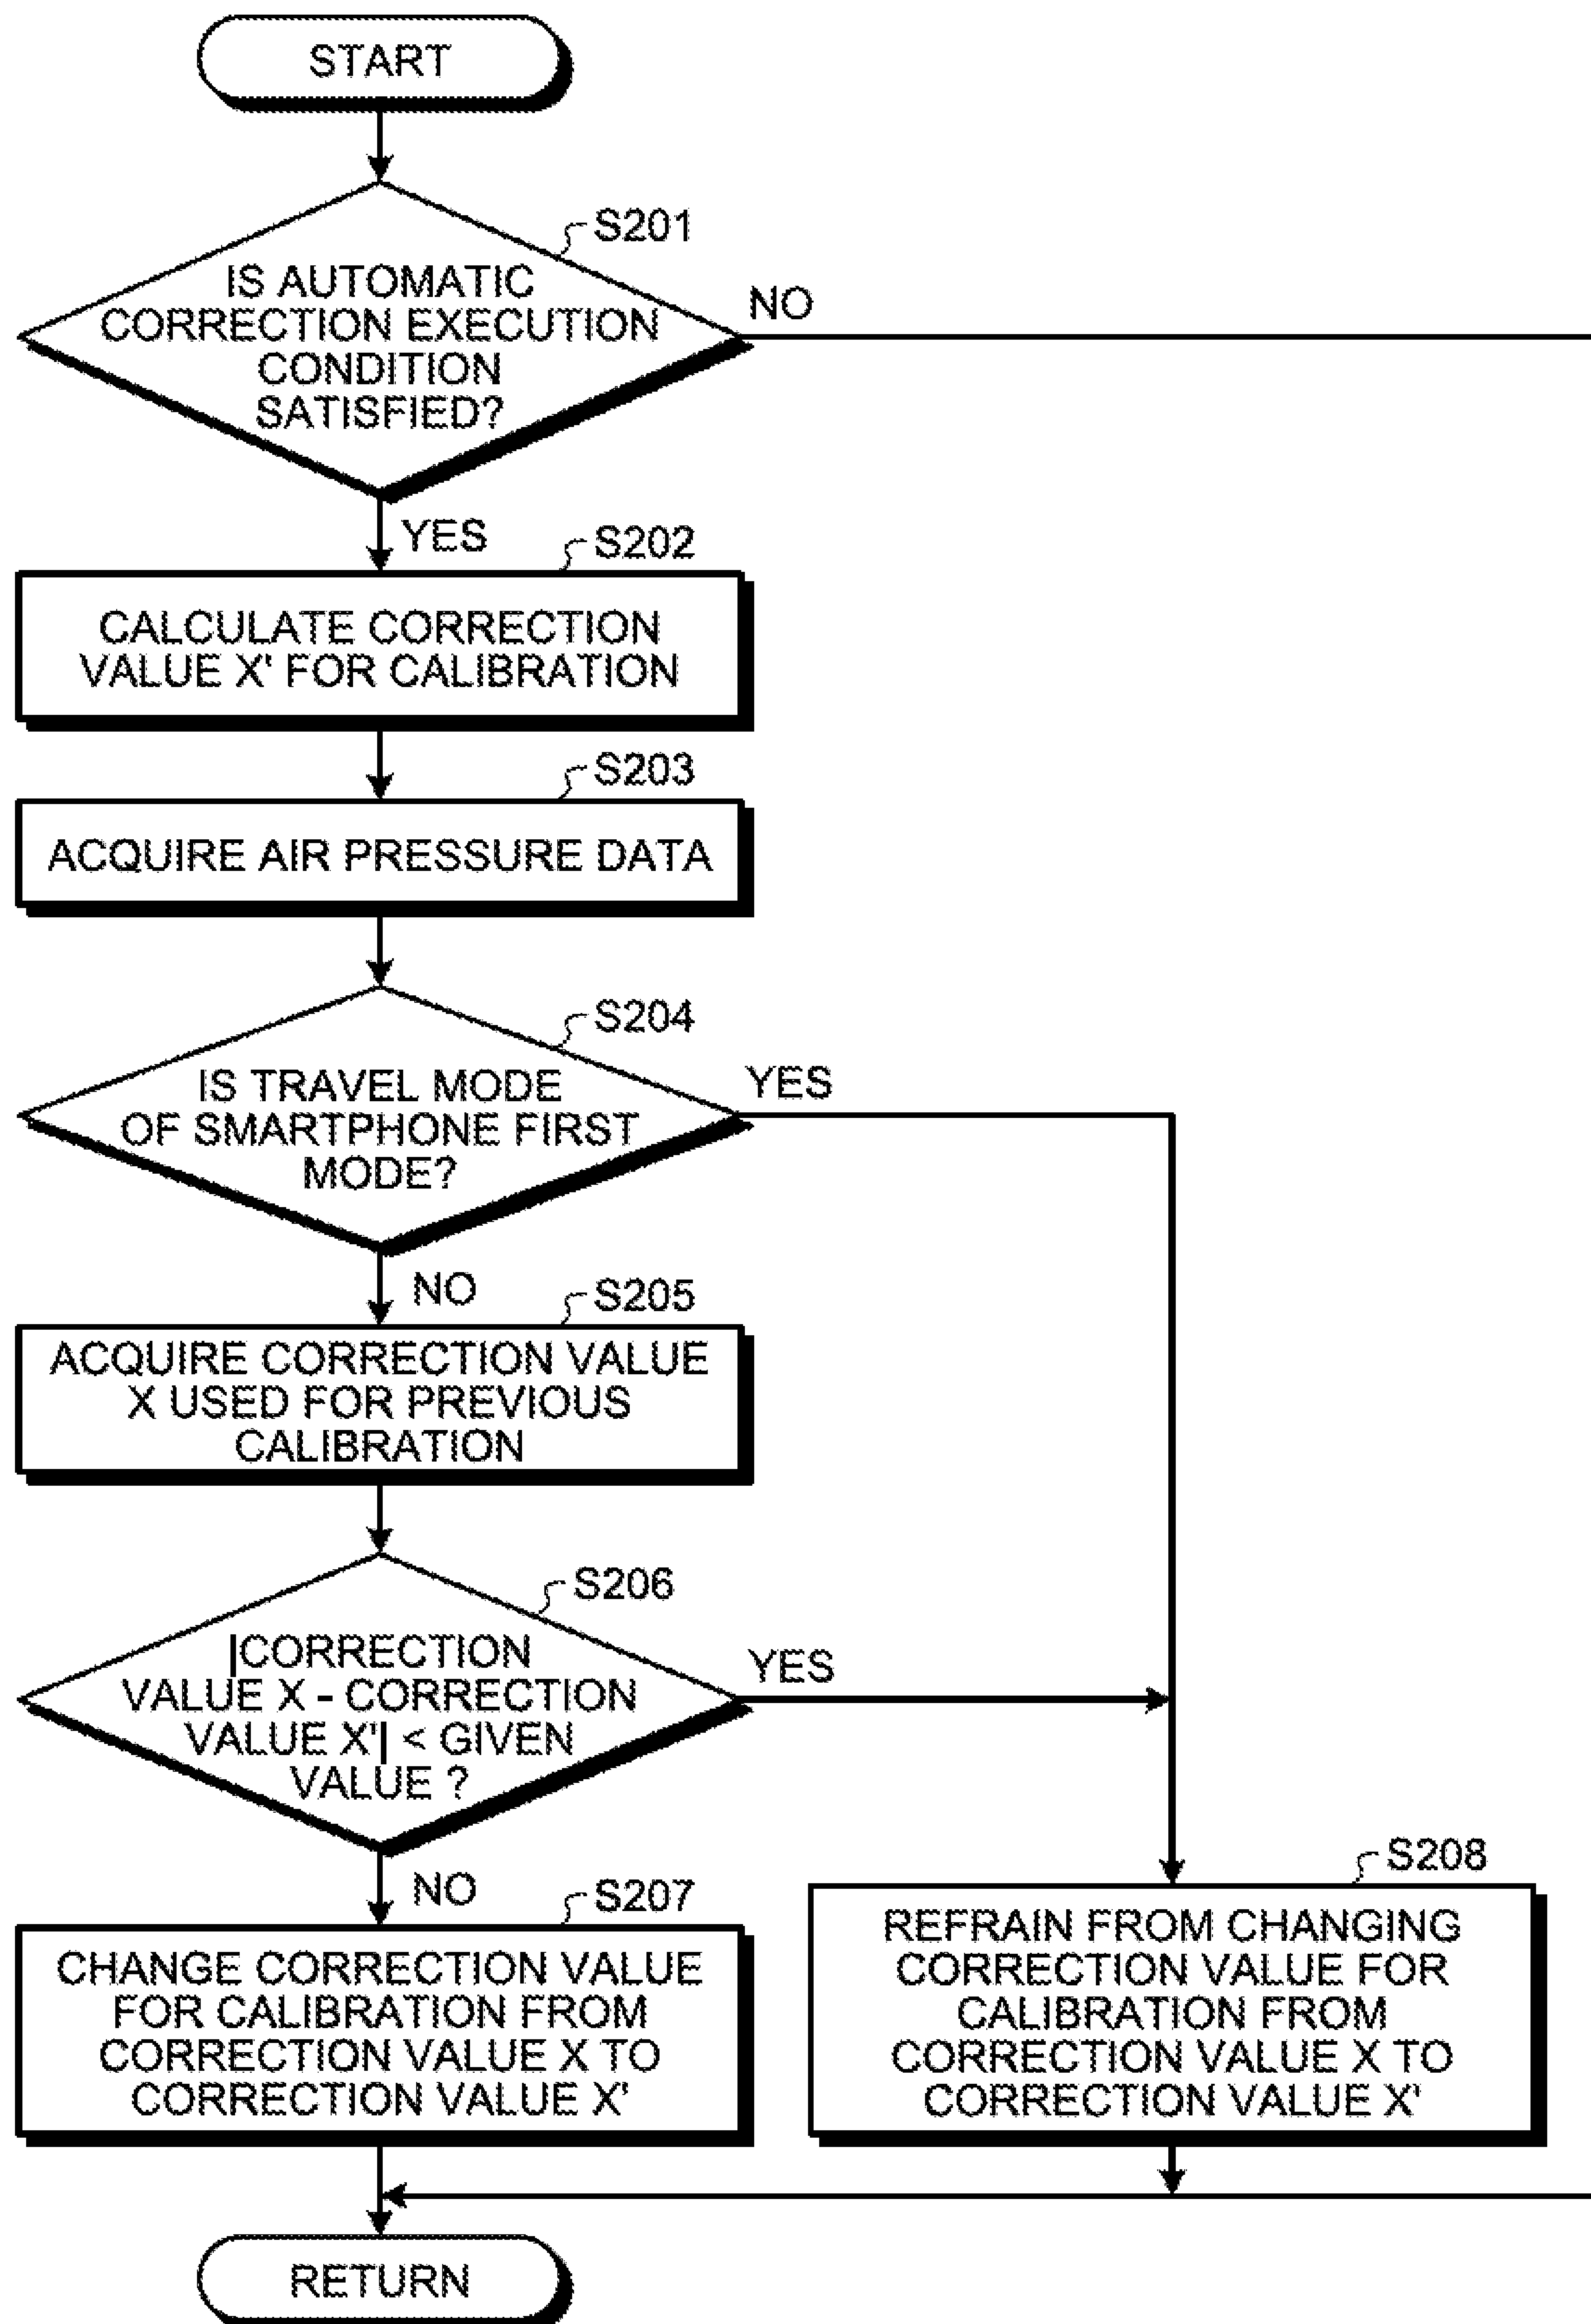 START
S201
IS AUTOMATIC
CORRECTION EXECUTION
CONDITION
SATISFIED?
NO
YES
S202
CALCULATE CORRECTION
VALUE X' FOR CALIBRATION
S203
ACQUIRE AIR PRESSURE DATA
S204
IS TRAVEL MODE
OF SMARTPHONE FIRST
MODE?
YES
NO
S205
ACQUIRE CORRECTION VALUE
X USED FOR PREVIOUS
CALIBRATION
S206
|CORRECTION
VALUE X - CORRECTION
VALUE X'| < GIVEN
VALUE ?
YES
NO
S207
CHANGE CORRECTION VALUE
FOR CALIBRATION FROM
CORRECTION VALUE X TO
CORRECTION VALUE X'
S208
REFRAIN FROM CHANGING
CORRECTION VALUE FOR
CALIBRATION FROM
CORRECTION VALUE X TO
CORRECTION VALUE X'
RETURN